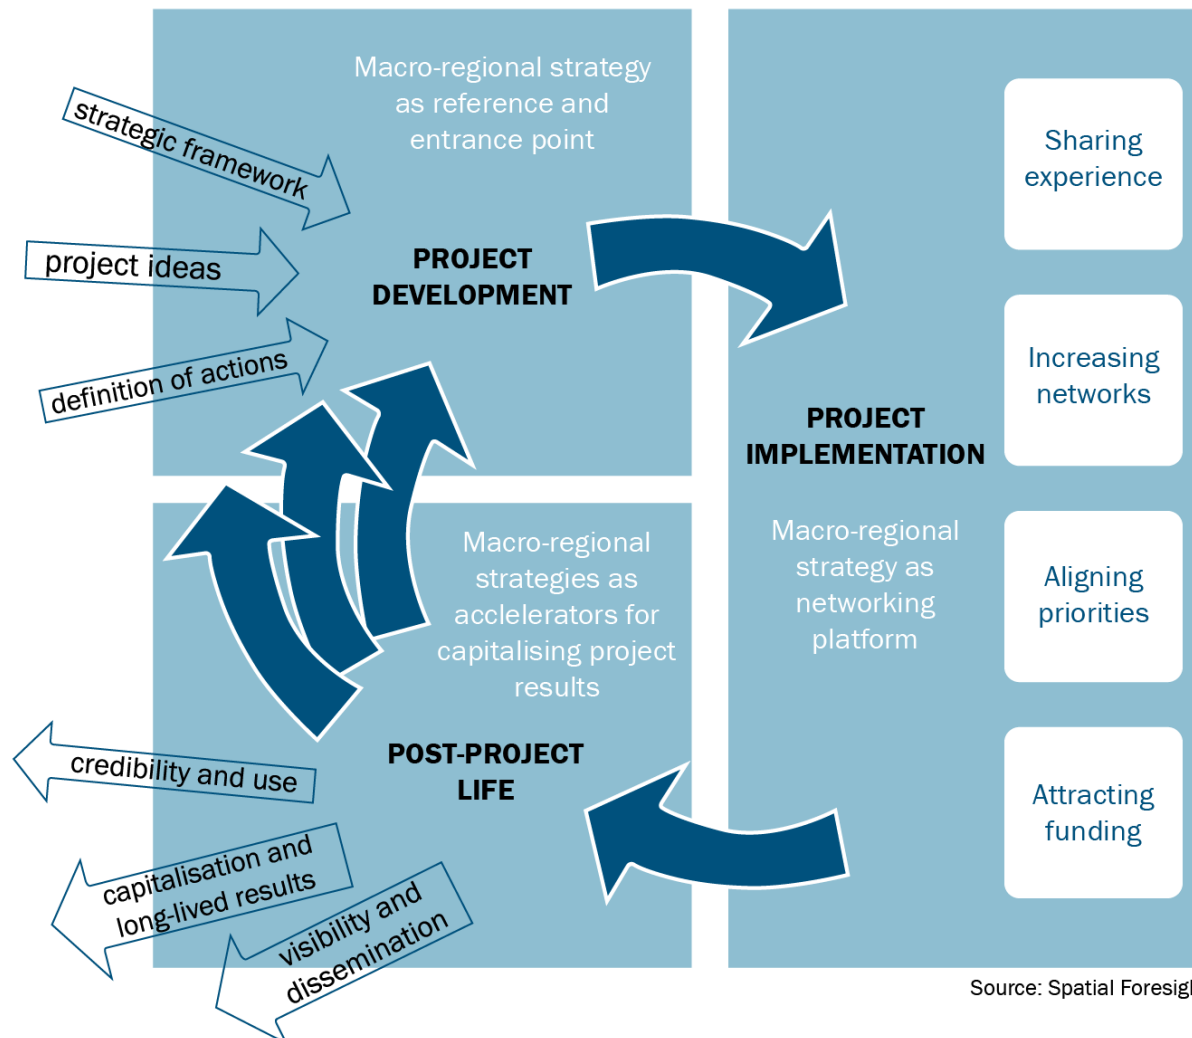 Macro-regional strategy
as reference and
entrance point
strategic framework
project ideas
definition of actions
PROJECT
DEVELOPMENT
PROJECT
IMPLEMENTATION
Macro-regional
strategy as
networking
platform
Sharing
experience
Increasing
networks
Aligning
priorities
Attracting
funding
Macro-regional
strategies as
acclelerators for
capitalising project
results
POST-PROJECT
LIFE
credibility and use
capitalisation and
long-lived results
visibility and
dissemination
Source: Spatial Foresigh